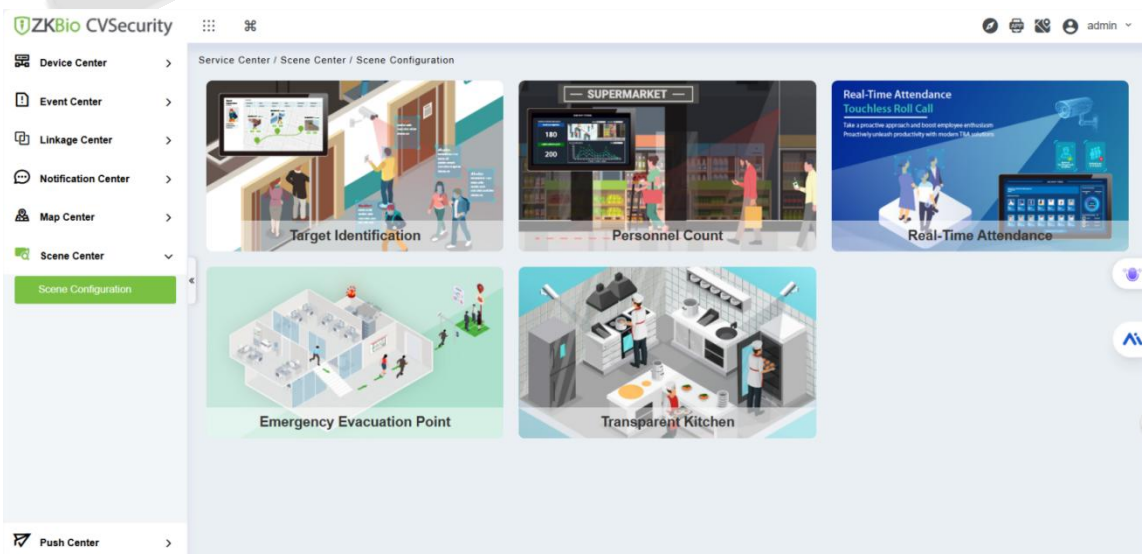 ZKBio CVSecurity
admin
Device Center
Event Center
Linkage Center
Notification Center
Map Center
Scene Center
Scene Configuration
Push Center
Service Center / Scene Center / Scene Configuration
Target Identification
SUPERMARKET
180
200
Personnel Count
Real-Time Attendance
Touchless Roll Call
Take a proactive approach and boost employee enthusiasm
Proactively unleash productivity with modern T&A solutions
Real-Time Attendance
Emergency Evacuation Point
Transparent Kitchen